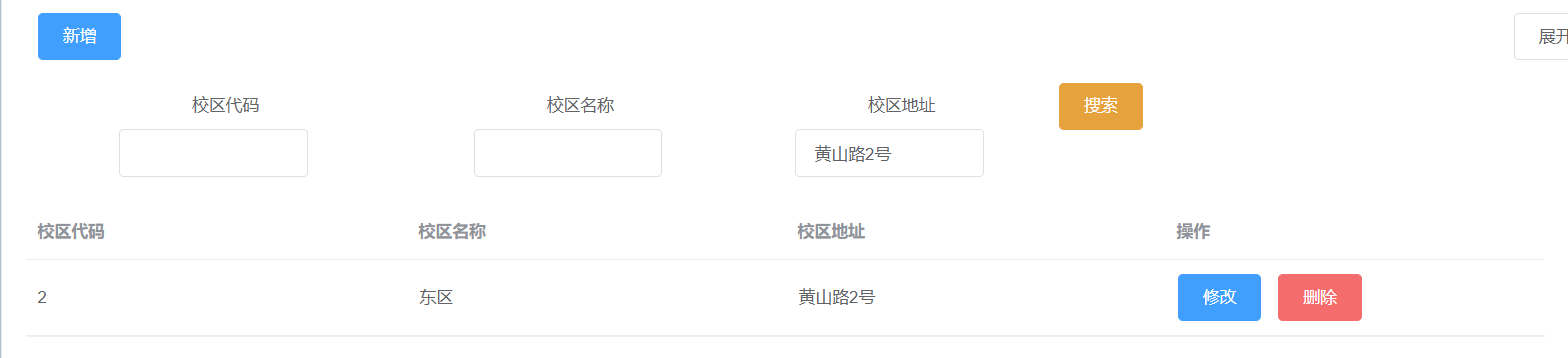 新增
展开
校区代码 校区名称 校区地址 搜索
黄山路2号
校区代码 校区名称 校区地址 操作
2 东区 黄山路2号 修改 删除